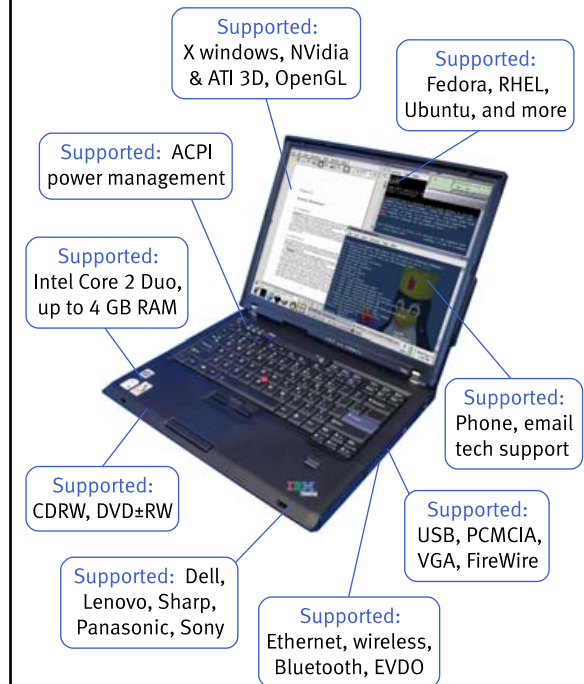 Supported:
X windows, NVidia
& ATI 3D, OpenGL
Supported:
Fedora, RHEL,
Ubuntu, and more
Supported: ACPI
power management
Supported:
Intel Core 2 Duo,
up to 4 GB RAM
Supported:
Phone, email
tech support
Supported:
CDRW, DVD±RW
Supported:
USB, PCMCIA,
VGA, FireWire
Supported: Dell,
Lenovo, Sharp,
Panasonic, Sony
Supported:
Ethernet, wireless,
Bluetooth, EVDO
IBM